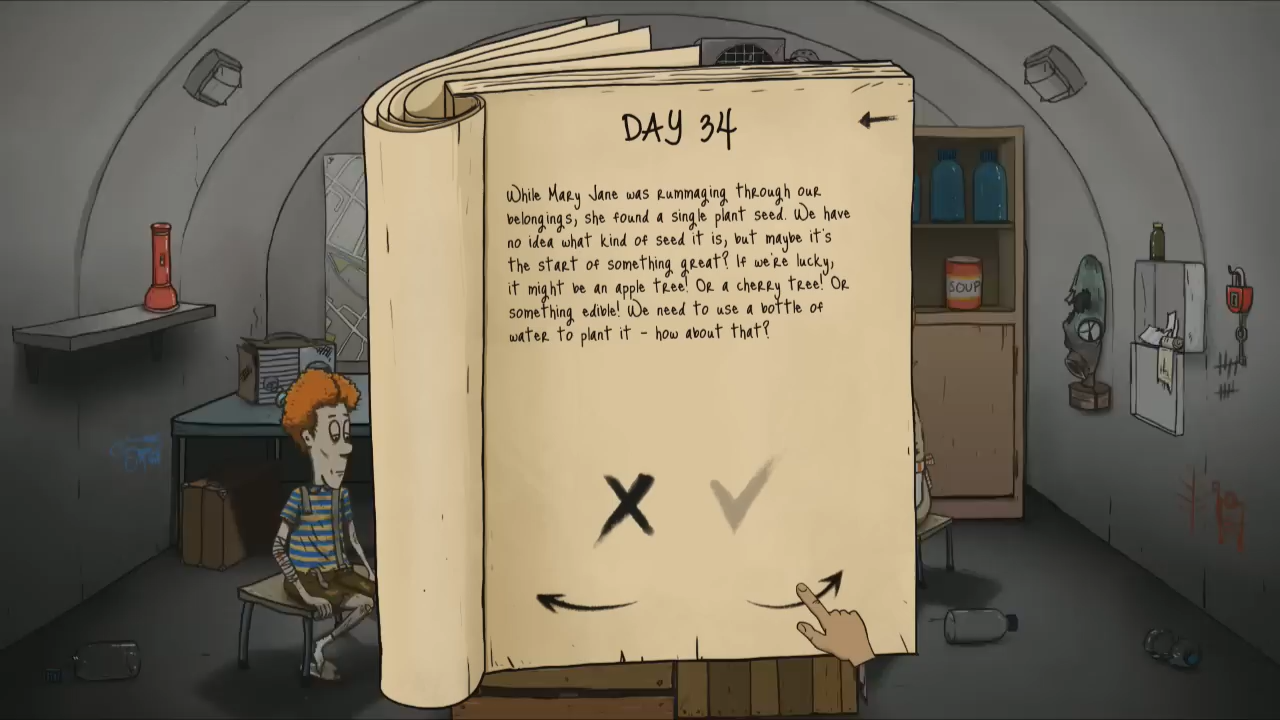 DAY 34
While Mary Jane was rummaging through our
belongings, she found a single plant seed. We have
no idea what kind of seed it is, but maybe it's
the start of something great? If we're lucky,
it might be an apple tree! Or a cherry tree! Or
something edible! We need to use a bottle of
water to plant it - how about that?
SOUP